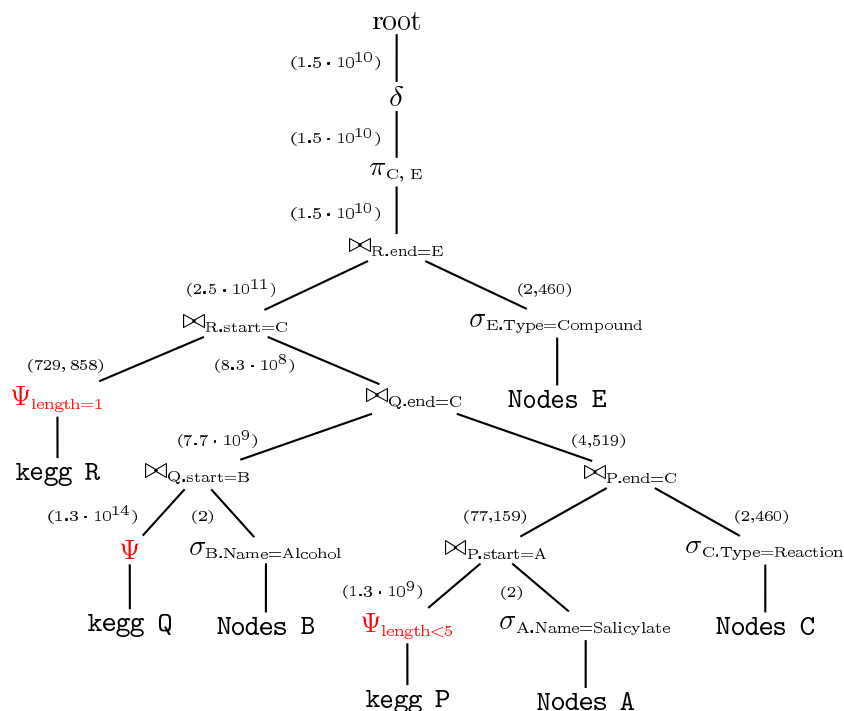 root
(1.5 · 10^10)
δ
(1.5 · 10^10)
π_C, E
(1.5 · 10^10)
⋈_R.end=E
(2.5 · 10^11) (2,460)
⋈_R.start=C σ_E.Type=Compound
(729, 858) (8.3 · 10^8)
Ψ_length=1 ⋈_Q.end=C Nodes E
(7.7 · 10^9) (4,519)
kegg R ⋈_Q.start=B ⋈_P.end=C
(1.3 · 10^14) (2) (77,159) (2,460)
Ψ σ_B.Name=Alcohol ⋈_P.start=A σ_C.Type=Reaction
(1.3 · 10^9) (2)
kegg Q Nodes B Ψ_length<5 σ_A.Name=Salicylate Nodes C
kegg P Nodes A